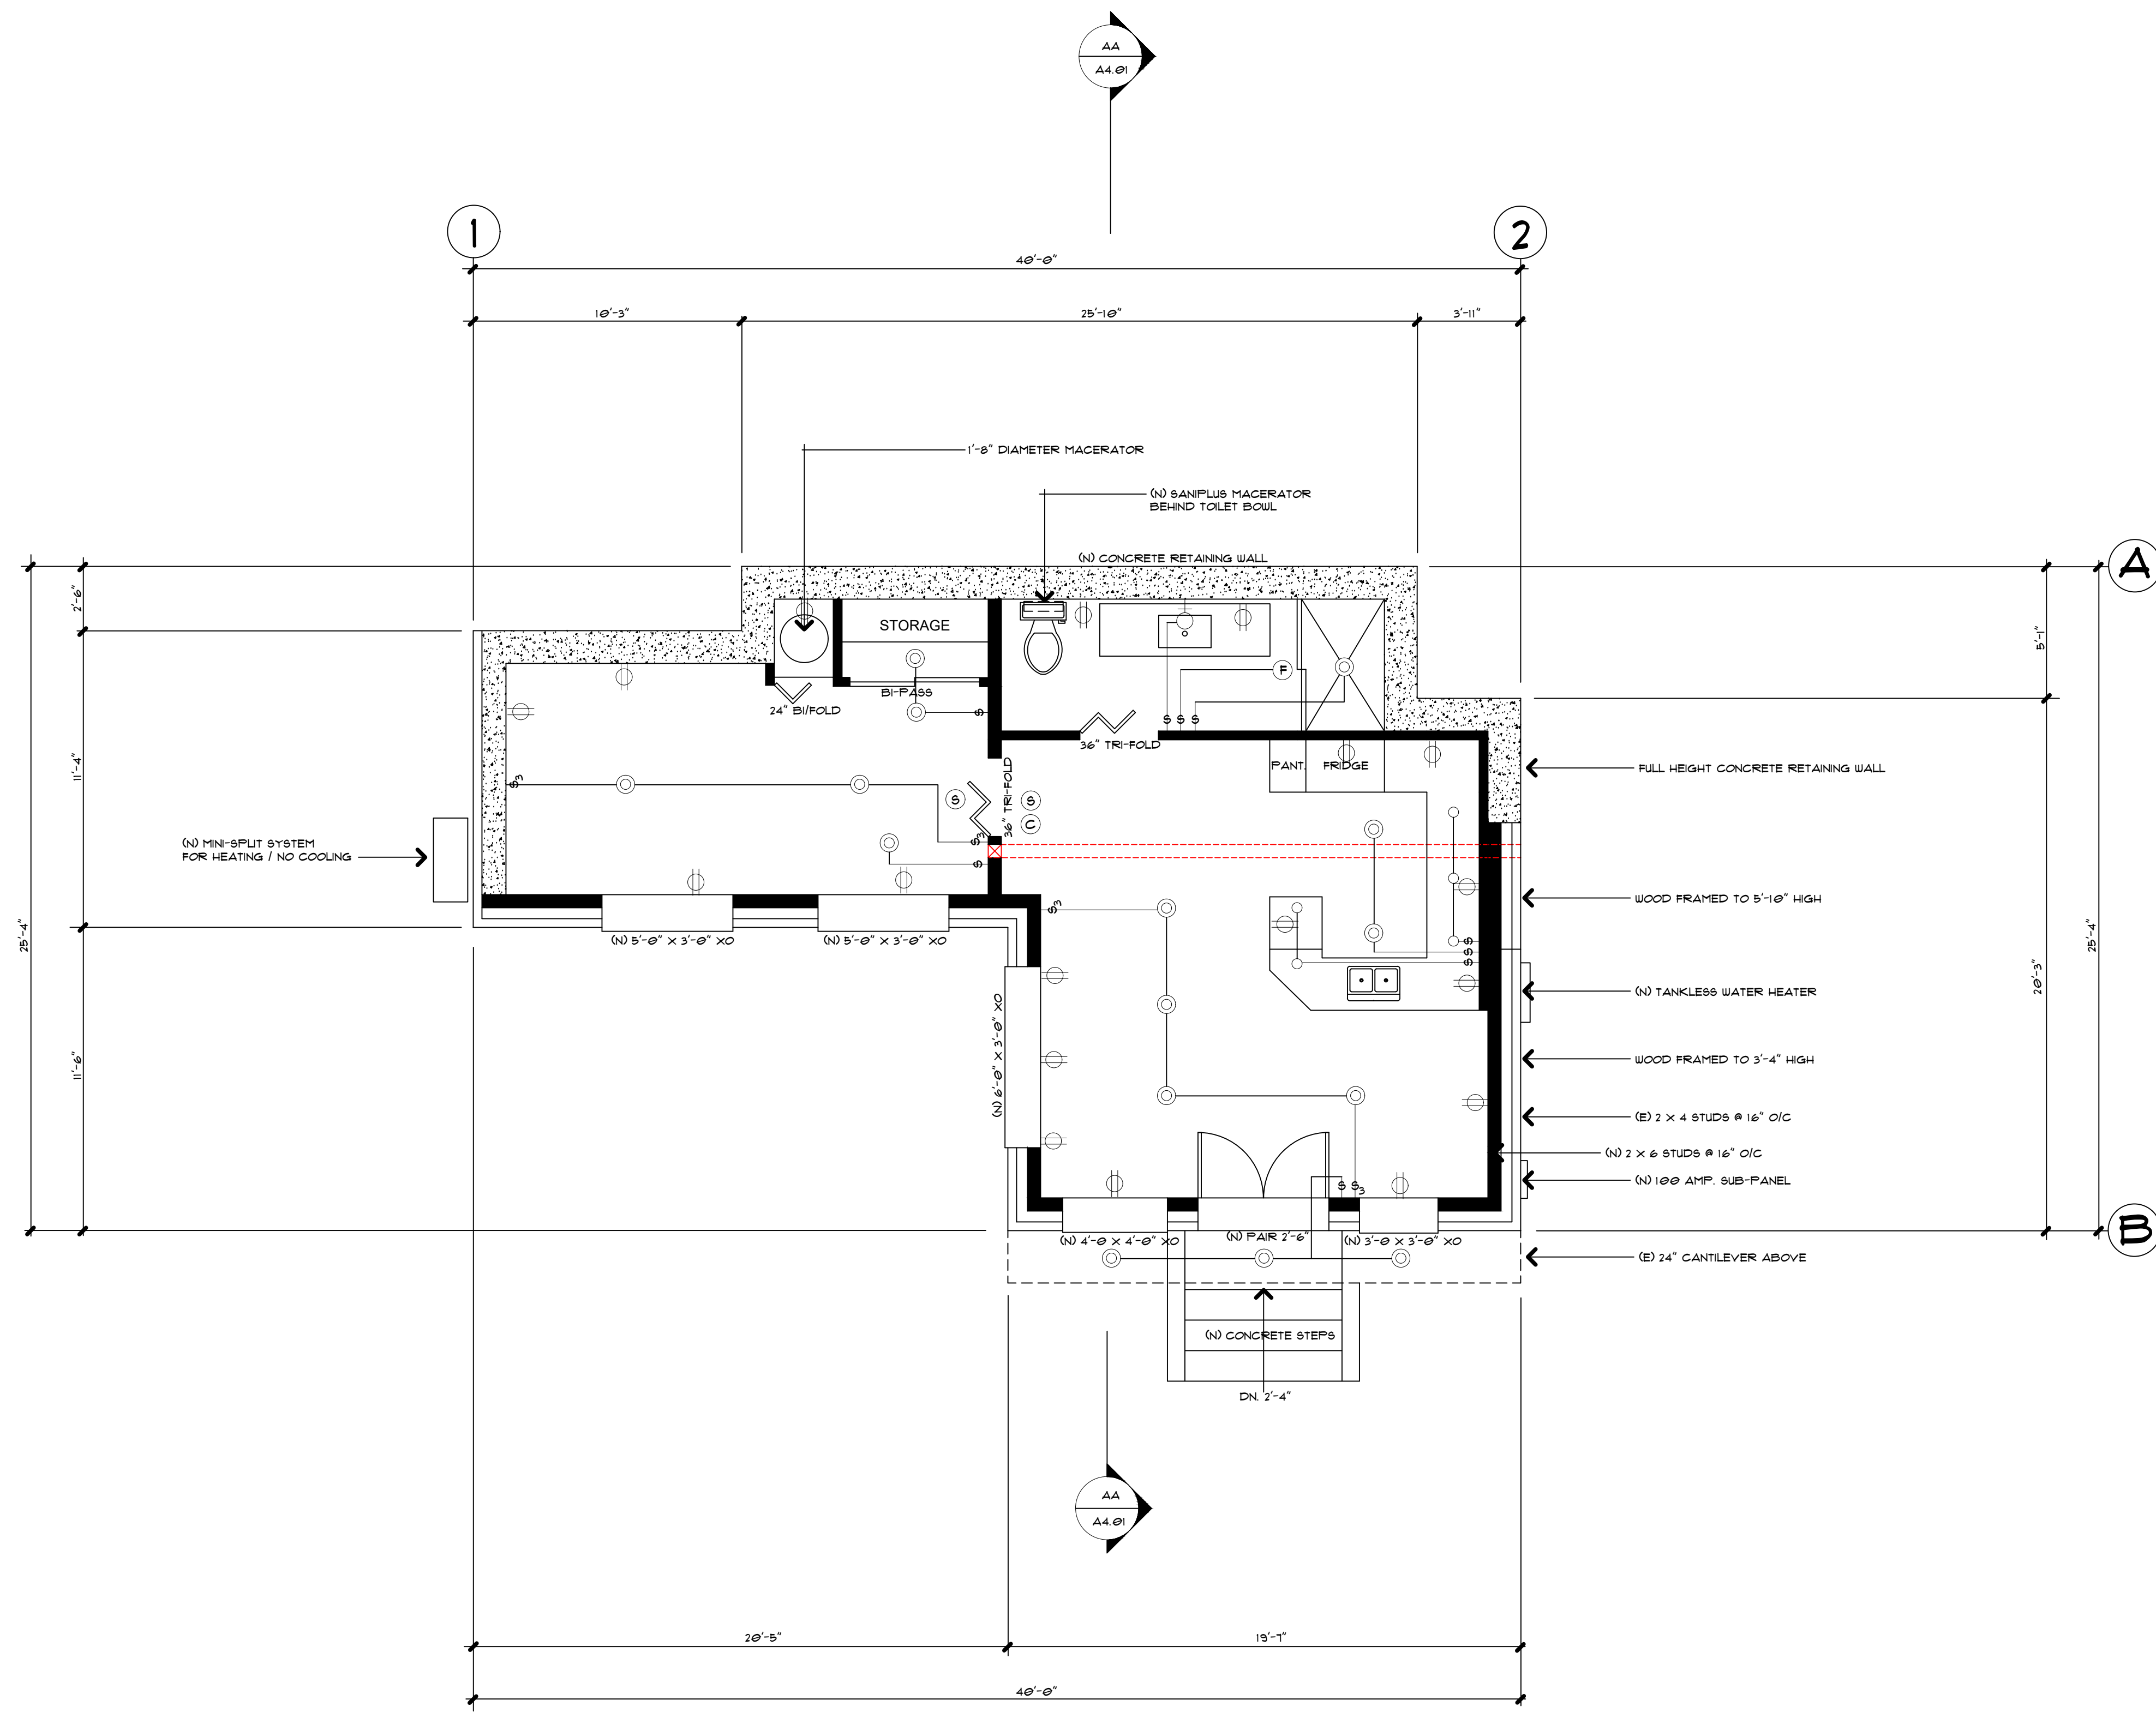 AA
A4.01
1
2
40'-0"
10'-3"
25'-10"
3'-11"
1'-8" DIAMETER MACERATOR
(N) SANIPLUS MACERATOR
BEHIND TOILET BOWL
(N) CONCRETE RETAINING WALL
A
2'-6"
5'-1"
STORAGE
F
BI-PASS
24" BI/FOLD
S
S S S
36" TRI-FOLD
PANT.
FRIDGE
FULL HEIGHT CONCRETE RETAINING WALL
11'-4"
S3
36" TRI-FOLD
S
S
C
(N) MINI-SPLIT SYSTEM
FOR HEATING / NO COOLING
S3
S
WOOD FRAMED TO 5'-10" HIGH
S3
25'-4"
25'-4"
(N) 5'-0" X 3'-0" XO
(N) 5'-0" X 3'-0" XO
S
S
S
20'-3"
(N) TANKLESS WATER HEATER
(N) 6'-0" X 3'-0" XO
11'-6"
WOOD FRAMED TO 3'-4" HIGH
(E) 2 X 4 STUDS @ 16" O/C
(N) 2 X 6 STUDS @ 16" O/C
(N) 100 AMP. SUB-PANEL
S S3
B
(N) 4'-0 X 4'-0" XO
(N) PAIR 2'-6"
(N) 3'-0 X 3'-0" XO
(E) 24" CANTILEVER ABOVE
(N) CONCRETE STEPS
DN. 2'-4"
AA
A4.01
20'-5"
19'-7"
40'-0"